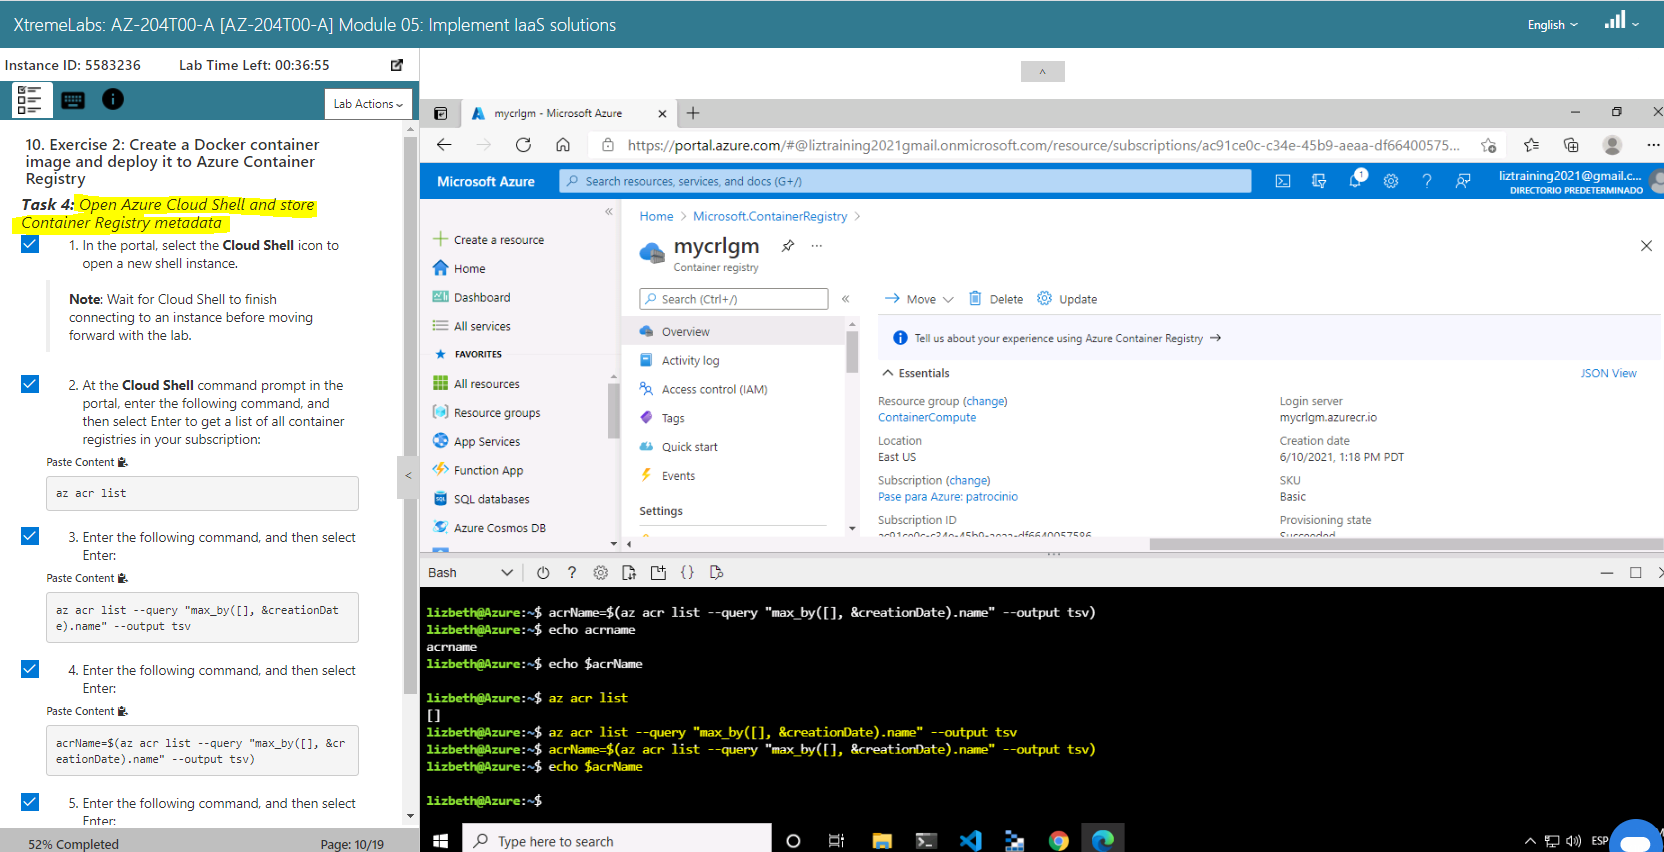 XtremeLabs: AZ-204T00-A [AZ-204T00-A] Module 05: Implement IaaS solutions
English
Instance ID: 5583236
Lab Time Left: 00:36:55
Lab Actions
10. Exercise 2: Create a Docker container
image and deploy it to Azure Container
Registry
Task 4: Open Azure Cloud Shell and store
Container Registry metadata
1. In the portal, select the Cloud Shell icon to
open a new shell instance.
Note: Wait for Cloud Shell to finish
connecting to an instance before moving
forward with the lab.
2. At the Cloud Shell command prompt in the
portal, enter the following command, and
then select Enter to get a list of all container
registries in your subscription:
Paste Content
az acr list
3. Enter the following command, and then select
Enter:
Paste Content
az acr list --query "max_by([], &creationDat
e).name" --output tsv
4. Enter the following command, and then select
Enter:
Paste Content
acrName=$(az acr list --query "max_by([], &cr
eationDate).name" --output tsv)
5. Enter the following command, and then select
Enter:
52% Completed
Page: 10/19
mycrlgm - Microsoft Azure
https://portal.azure.com/#@liztraining2021gmail.onmicrosoft.com/resource/subscriptions/ac91ce0c-c34e-45b9-aeaa-df66400575...
Microsoft Azure
Search resources, services, and docs (G+/)
1
liztraining2021@gmail.c...
DIRECTORIO PREDETERMINADO
Create a resource
Home
Dashboard
All services
FAVORITES
All resources
Resource groups
App Services
Function App
SQL databases
Azure Cosmos DB
Home > Microsoft.ContainerRegistry >
mycrlgm
Container registry
Search (Ctrl+/)
Overview
Activity log
Access control (IAM)
Tags
Quick start
Events
Settings
Move
Delete
Update
Tell us about your experience using Azure Container Registry
Essentials
JSON View
Resource group (change)
ContainerCompute
Location
East US
Subscription (change)
Pase para Azure: patrocinio
Subscription ID
ac91ce0c-c34e-45b9-aeaa-df6640057586
Login server
mycrlgm.azurecr.io
Creation date
6/10/2021, 1:18 PM PDT
SKU
Basic
Provisioning state
Succeeded
Bash
lizbeth@Azure:~$ acrName=$(az acr list --query "max_by([], &creationDate).name" --output tsv)
lizbeth@Azure:~$ echo acrname
acrname
lizbeth@Azure:~$ echo $acrName
lizbeth@Azure:~$ az acr list
[]
lizbeth@Azure:~$ az acr list --query "max_by([], &creationDate).name" --output tsv
lizbeth@Azure:~$ acrName=$(az acr list --query "max_by([], &creationDate).name" --output tsv)
lizbeth@Azure:~$ echo $acrName
lizbeth@Azure:~$
Type here to search
ESP